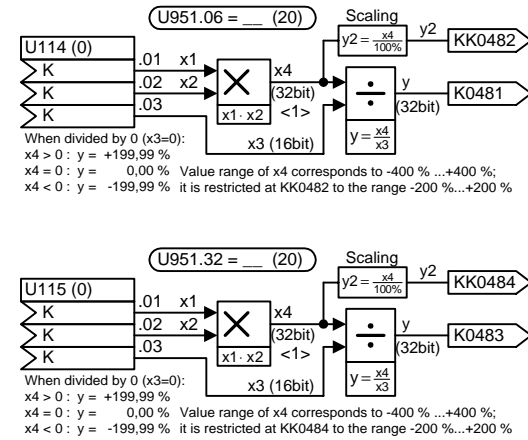 U951.06 = __ (20)
Scaling
U114 (0)
y2 = x4/100%
y2
KK0482
K
.01 x1
x4
K
.02 x2
(32bit)
y
K0481
K
.03
x1· x2
<1>
(32bit)
x3 (16bit)
y = x4/x3
When divided by 0 (x3=0):
x4 > 0 : y = +199,99 %
x4 = 0 : y = 0,00 % Value range of x4 corresponds to -400 % ...+400 %;
x4 < 0 : y = -199,99 % it is restricted at KK0482 to the range -200 %...+200 %
U951.32 = __ (20)
Scaling
U115 (0)
y2 = x4/100%
y2
KK0484
K
.01 x1
x4
K
.02 x2
(32bit)
y
K0483
K
.03
x1· x2
<1>
(32bit)
x3 (16bit)
y = x4/x3
When divided by 0 (x3=0):
x4 > 0 : y = +199,99 %
x4 = 0 : y = 0,00 % Value range of x4 corresponds to -400 % ...+400 %;
x4 < 0 : y = -199,99 % it is restricted at KK0484 to the range -200 %...+200 %